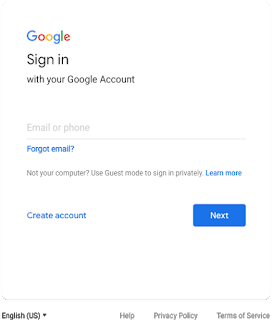 Google
Sign in
with your Google Account
Email or phone
Forgot email?
Not your computer? Use Guest mode to sign in privately. Learn more
Create account
Next
English (US)
Help
Privacy Policy
Terms of Service